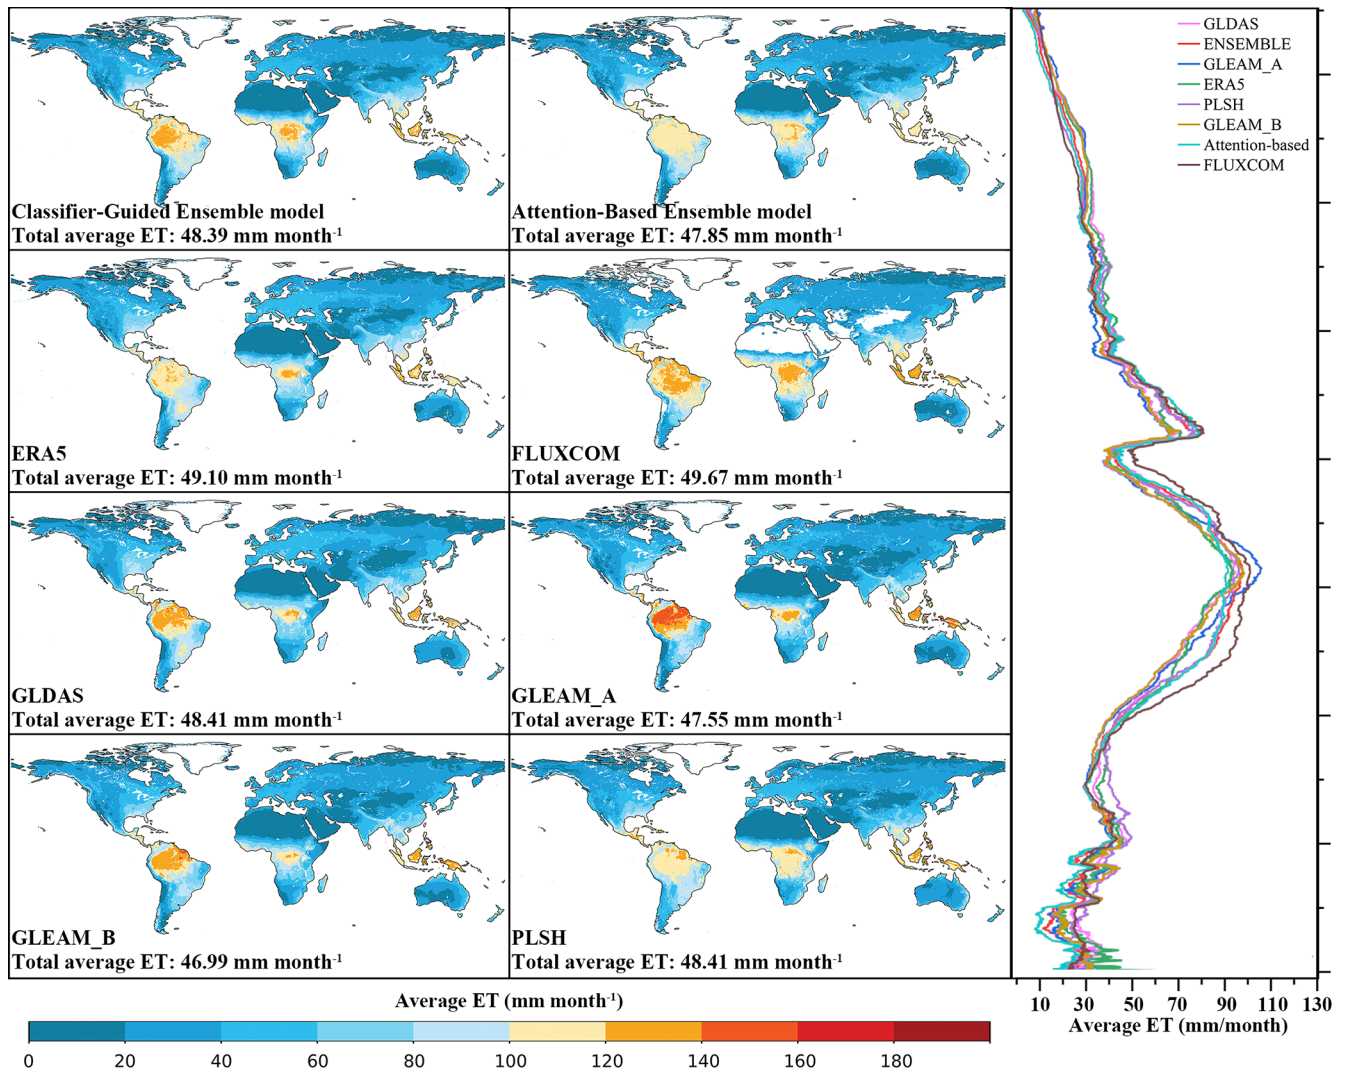 Classifier-Guided Ensemble model
Total average ET: 48.39 mm month⁻¹
Attention-Based Ensemble model
Total average ET: 47.85 mm month⁻¹
ERA5
Total average ET: 49.10 mm month⁻¹
FLUXCOM
Total average ET: 49.67 mm month⁻¹
GLDAS
Total average ET: 48.41 mm month⁻¹
GLEAM_A
Total average ET: 47.55 mm month⁻¹
GLEAM_B
Total average ET: 46.99 mm month⁻¹
PLSH
Total average ET: 48.41 mm month⁻¹
GLDAS
ENSEMBLE
GLEAM_A
ERA5
PLSH
GLEAM_B
Attention-based
FLUXCOM
10 30 50 70 90 110 130
Average ET (mm/month)
Average ET (mm month⁻¹)
0 20 40 60 80 100 120 140 160 180